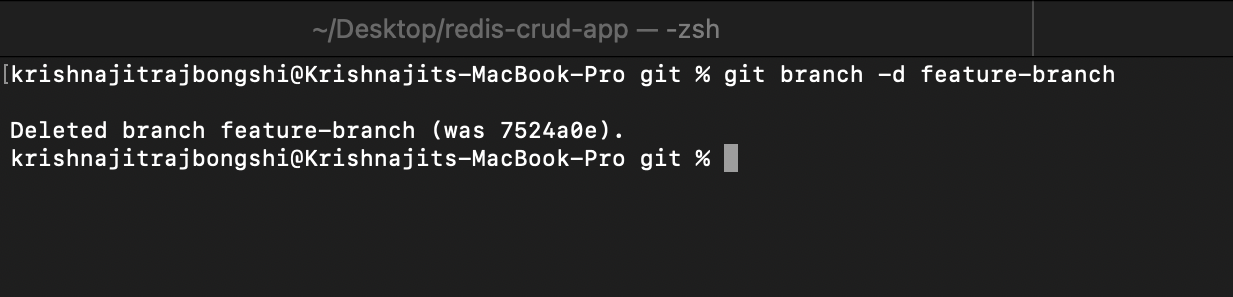 ~/Desktop/redis-crud-app — -zsh
[krishnajitrajbongshi@Krishnajits-MacBook-Pro git % git branch -d feature-branch
Deleted branch feature-branch (was 7524a0e).
krishnajitrajbongshi@Krishnajits-MacBook-Pro git %